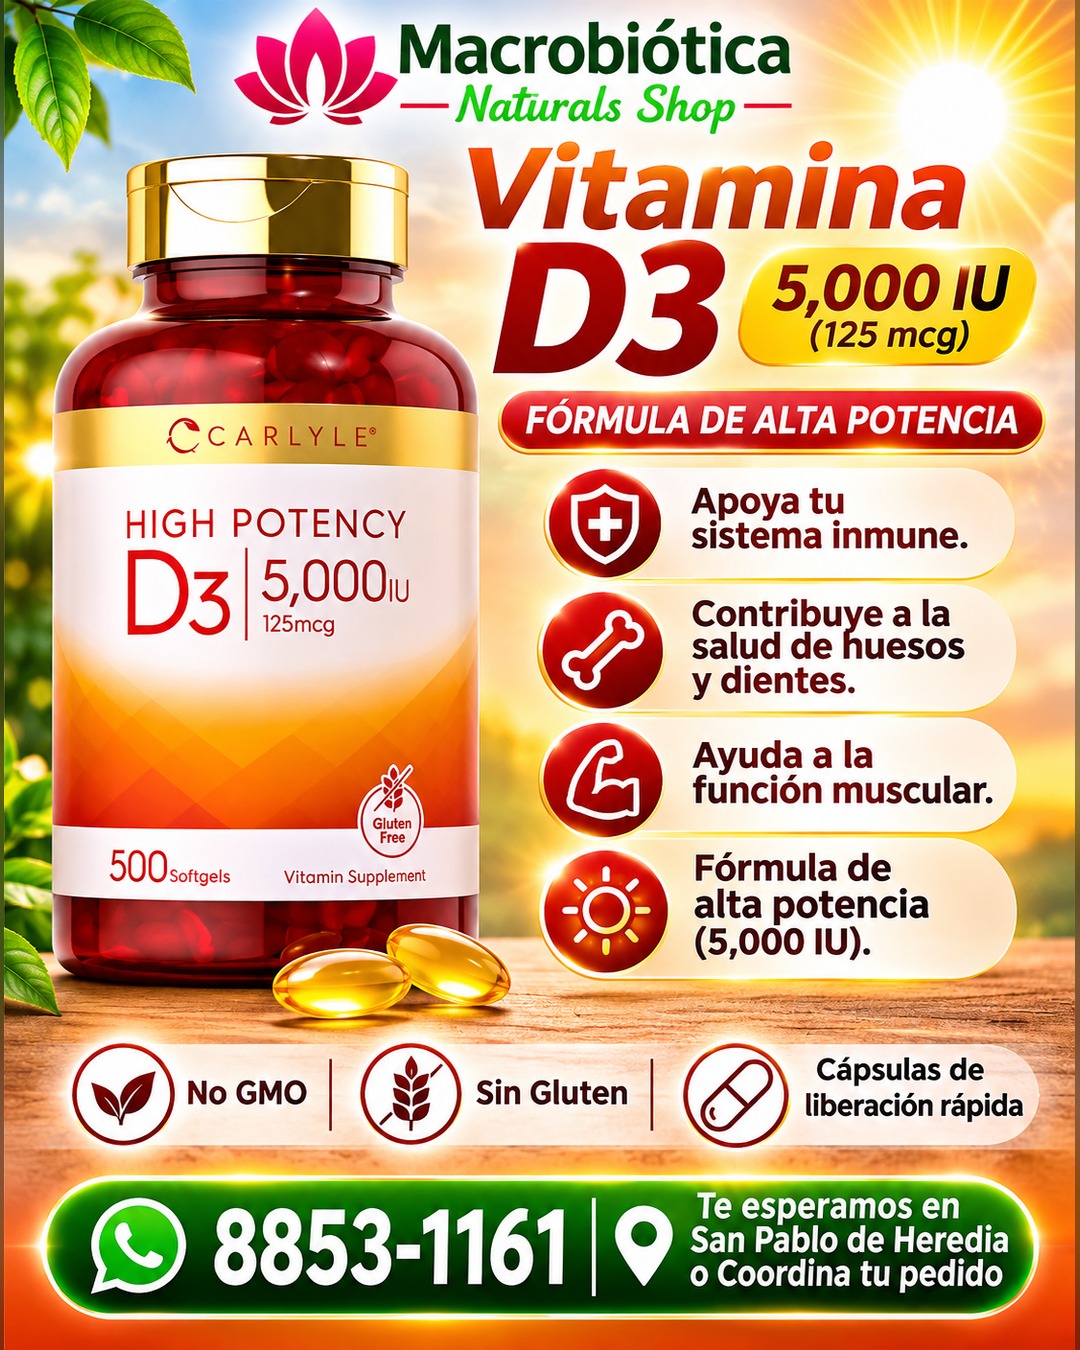 Macrobiótica
Naturals Shop
Vitamina
D3
5,000 IU
(125 mcg)
FÓRMULA DE ALTA POTENCIA
CARLYLE®
HIGH POTENCY
D3
5,000IU
125mcg
Gluten
Free
500 Softgels
Vitamin Supplement
Apoya tu
sistema inmune.
Contribuye a la
salud de huesos
y dientes.
Ayuda a la
función muscular.
Fórmula de
alta potencia
(5,000 IU).
No GMO
Sin Gluten
Cápsulas de
liberación rápida
8853-1161
Te esperamos en
San Pablo de Heredia
o Coordina tu pedido